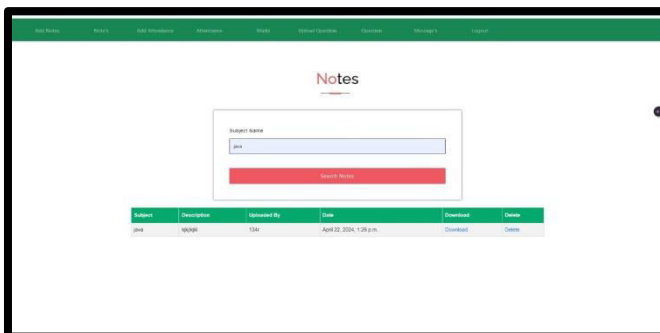 Add Notes Note's Add Attendance Attendance Marks Upload Question Question Message's Logout
Notes
Subject Name
java
Search Notes
Subject Description Uploaded By Date Download Delete
java April 22, 2024, 1:26 p.m. Download Delete